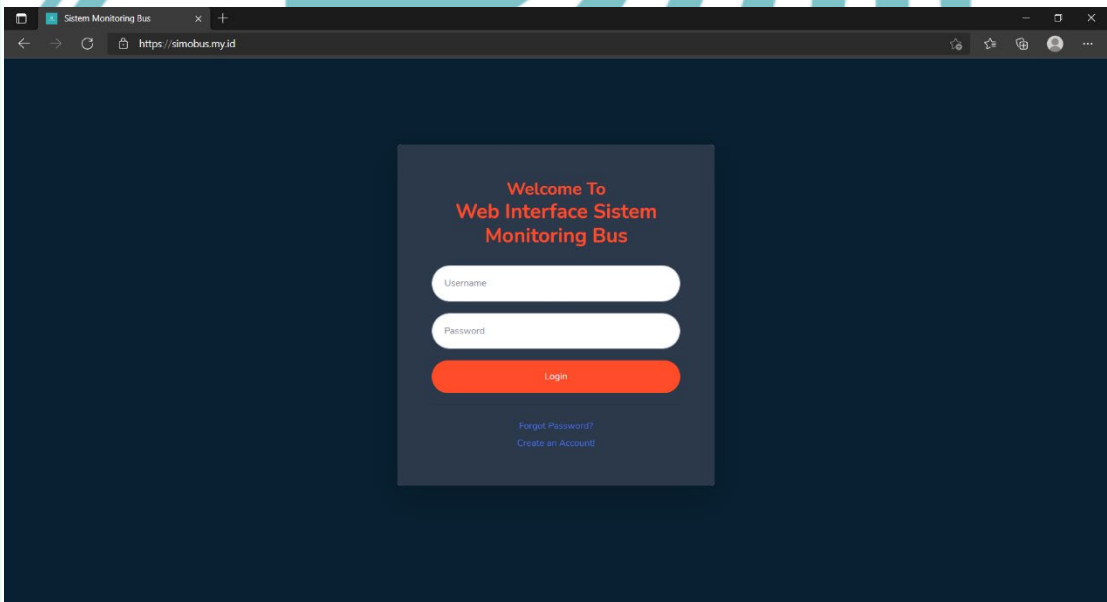 Sistem Monitoring Bus
https://simobus.my.id
Welcome To
Web Interface Sistem
Monitoring Bus
Username
Password
Login
Forgot Password?
Create an Account!